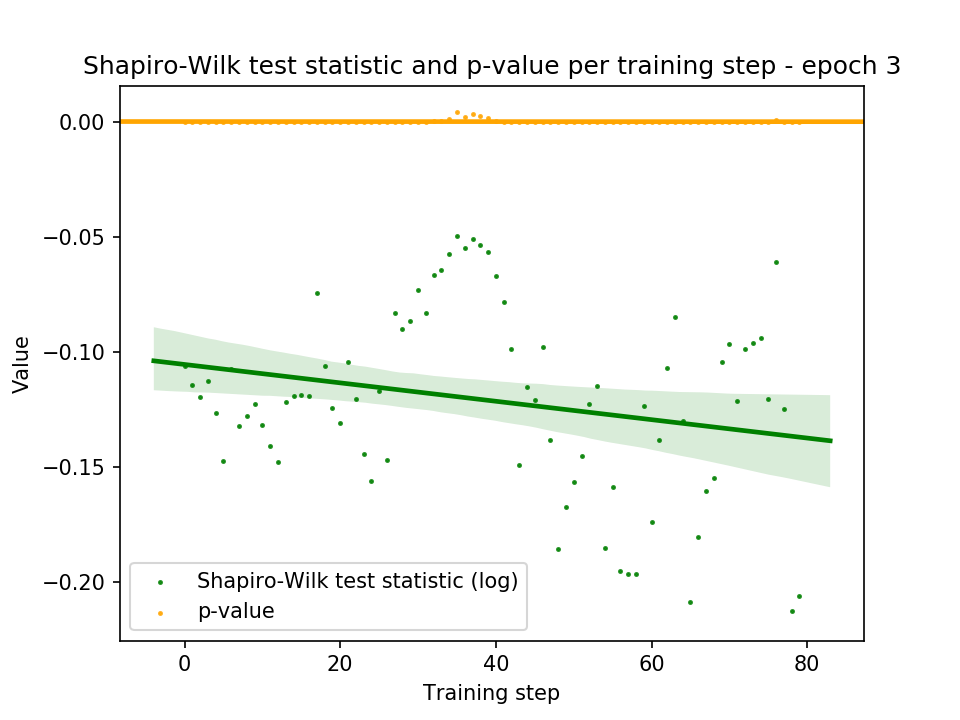 Shapiro-Wilk test statistic and p-value per training step - epoch 3
0.00
−0.05
−0.10
−0.15
−0.20
Value
Shapiro-Wilk test statistic (log)
p-value
0 20 40 60 80
Training step